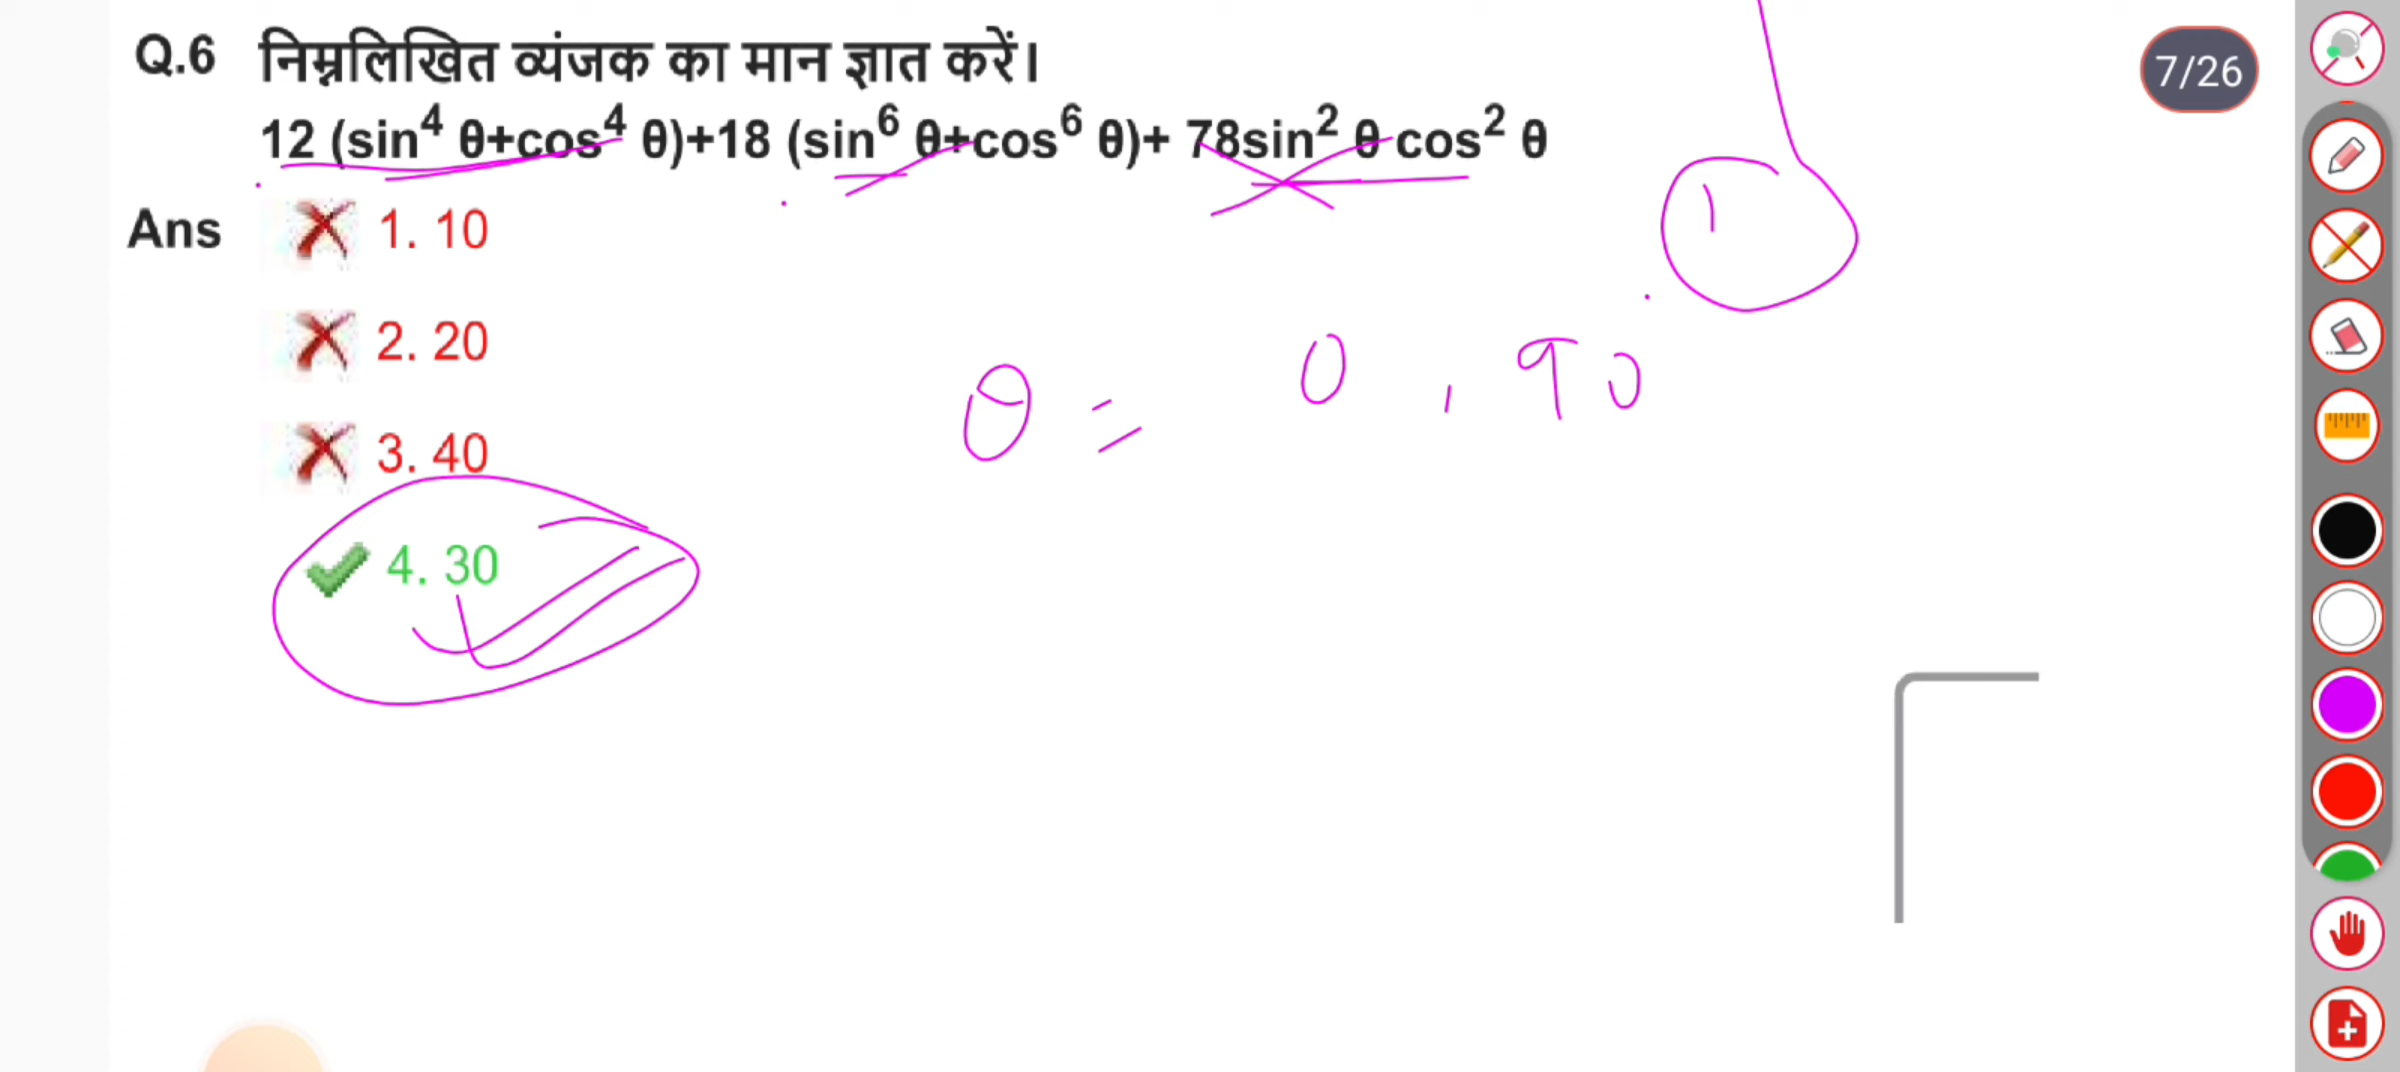 Q.6 निम्नलिखित व्यंजक का मान ज्ञात करें।
12 (sin⁴ θ+cos⁴ θ)+18 (sin⁶ θ+cos⁶ θ)+ 78sin² θ cos² θ
Ans 1. 10
2. 20
3. 40
4. 30
7/26
1
θ = 0 , 90